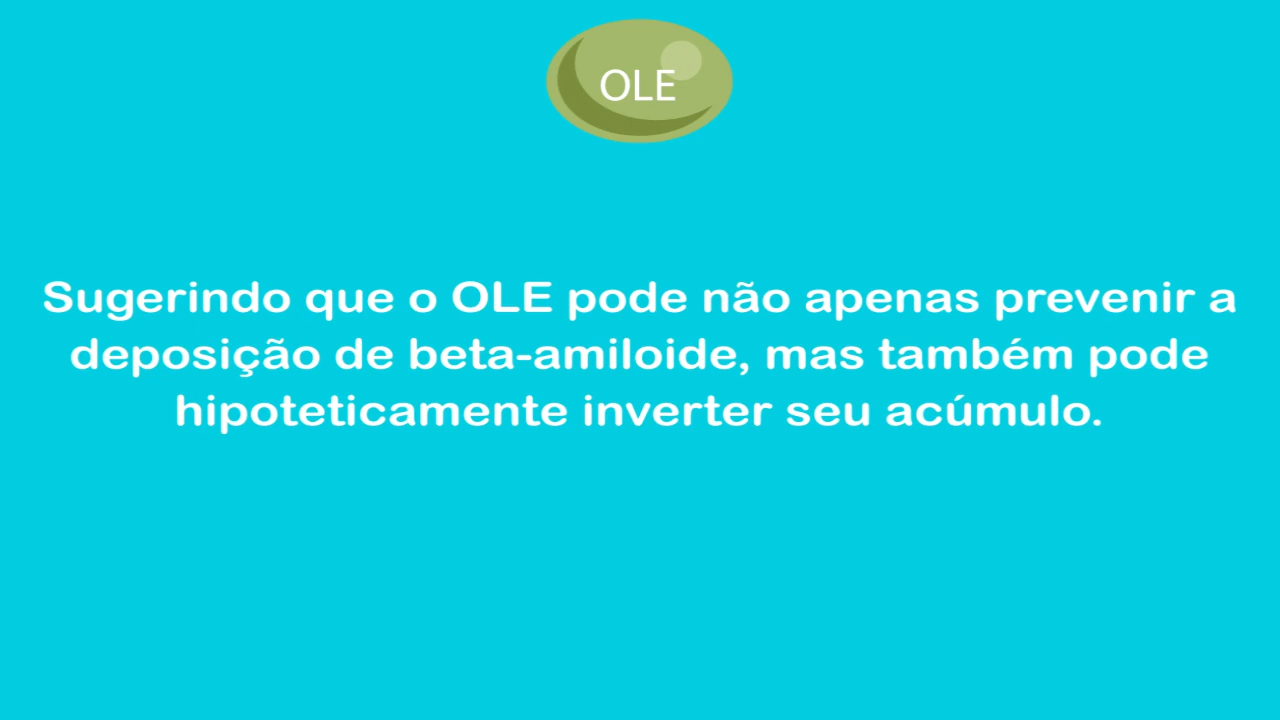 OLE
Sugerindo que o OLE pode não apenas prevenir a
deposição de beta-amiloide, mas também pode
hipoteticamente inverter seu acúmulo.